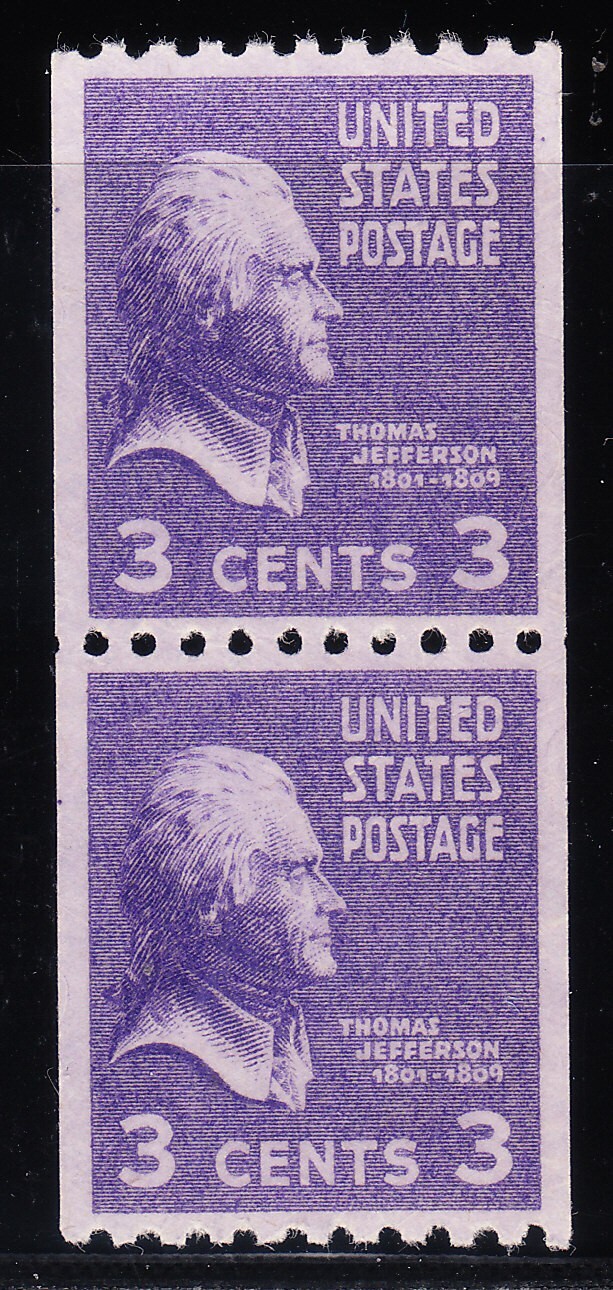 UNITED
STATES
POSTAGE
THOMAS
JEFFERSON
1801-1809
3 CENTS 3
UNITED
STATES
POSTAGE
THOMAS
JEFFERSON
1801-1809
3 CENTS 3